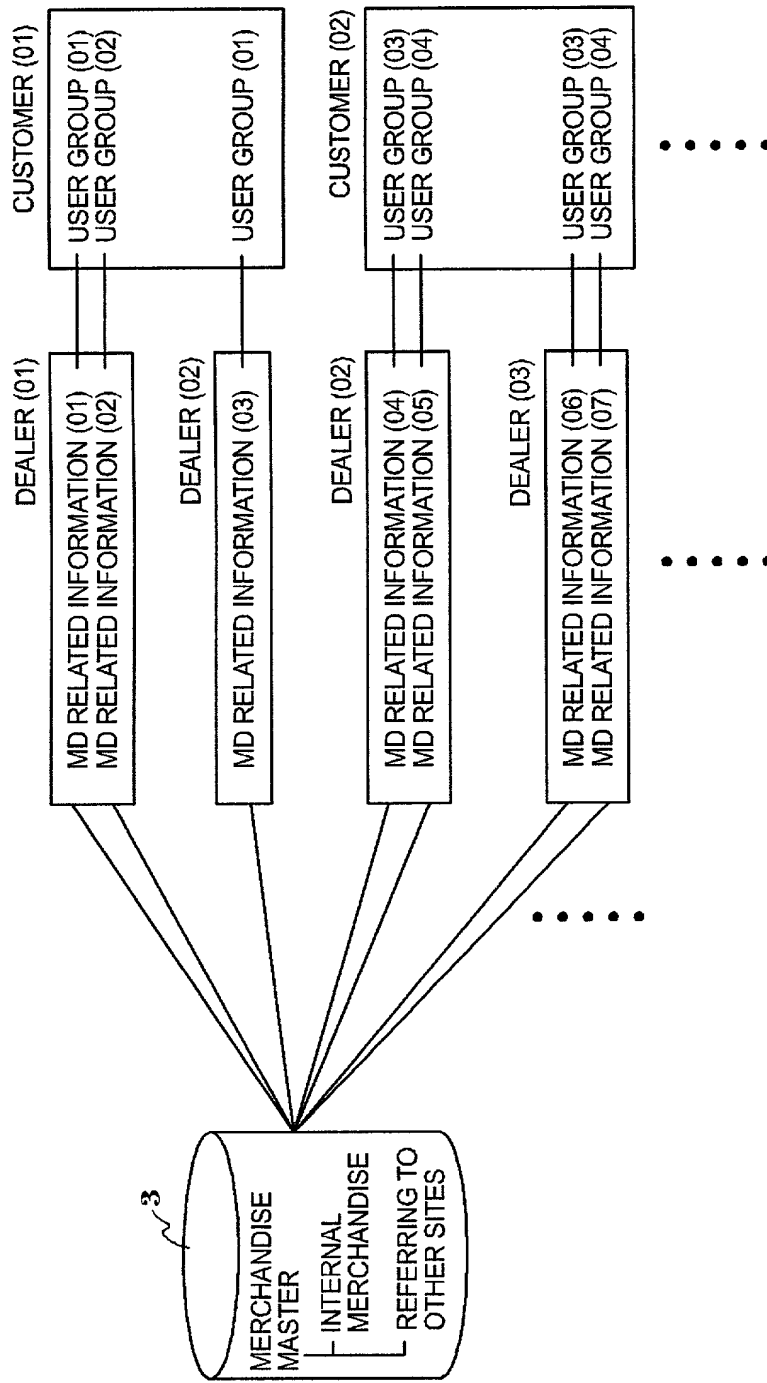 3
MERCHANDISE
MASTER
INTERNAL
MERCHANDISE
REFERRING TO
OTHER SITES
DEALER (01)
MD RELATED INFORMATION (01)
MD RELATED INFORMATION (02)
DEALER (02)
MD RELATED INFORMATION (03)
DEALER (02)
MD RELATED INFORMATION (04)
MD RELATED INFORMATION (05)
DEALER (03)
MD RELATED INFORMATION (06)
MD RELATED INFORMATION (07)
CUSTOMER (01)
USER GROUP (01)
USER GROUP (02)
USER GROUP (01)
CUSTOMER (02)
USER GROUP (03)
USER GROUP (04)
USER GROUP (03)
USER GROUP (04)